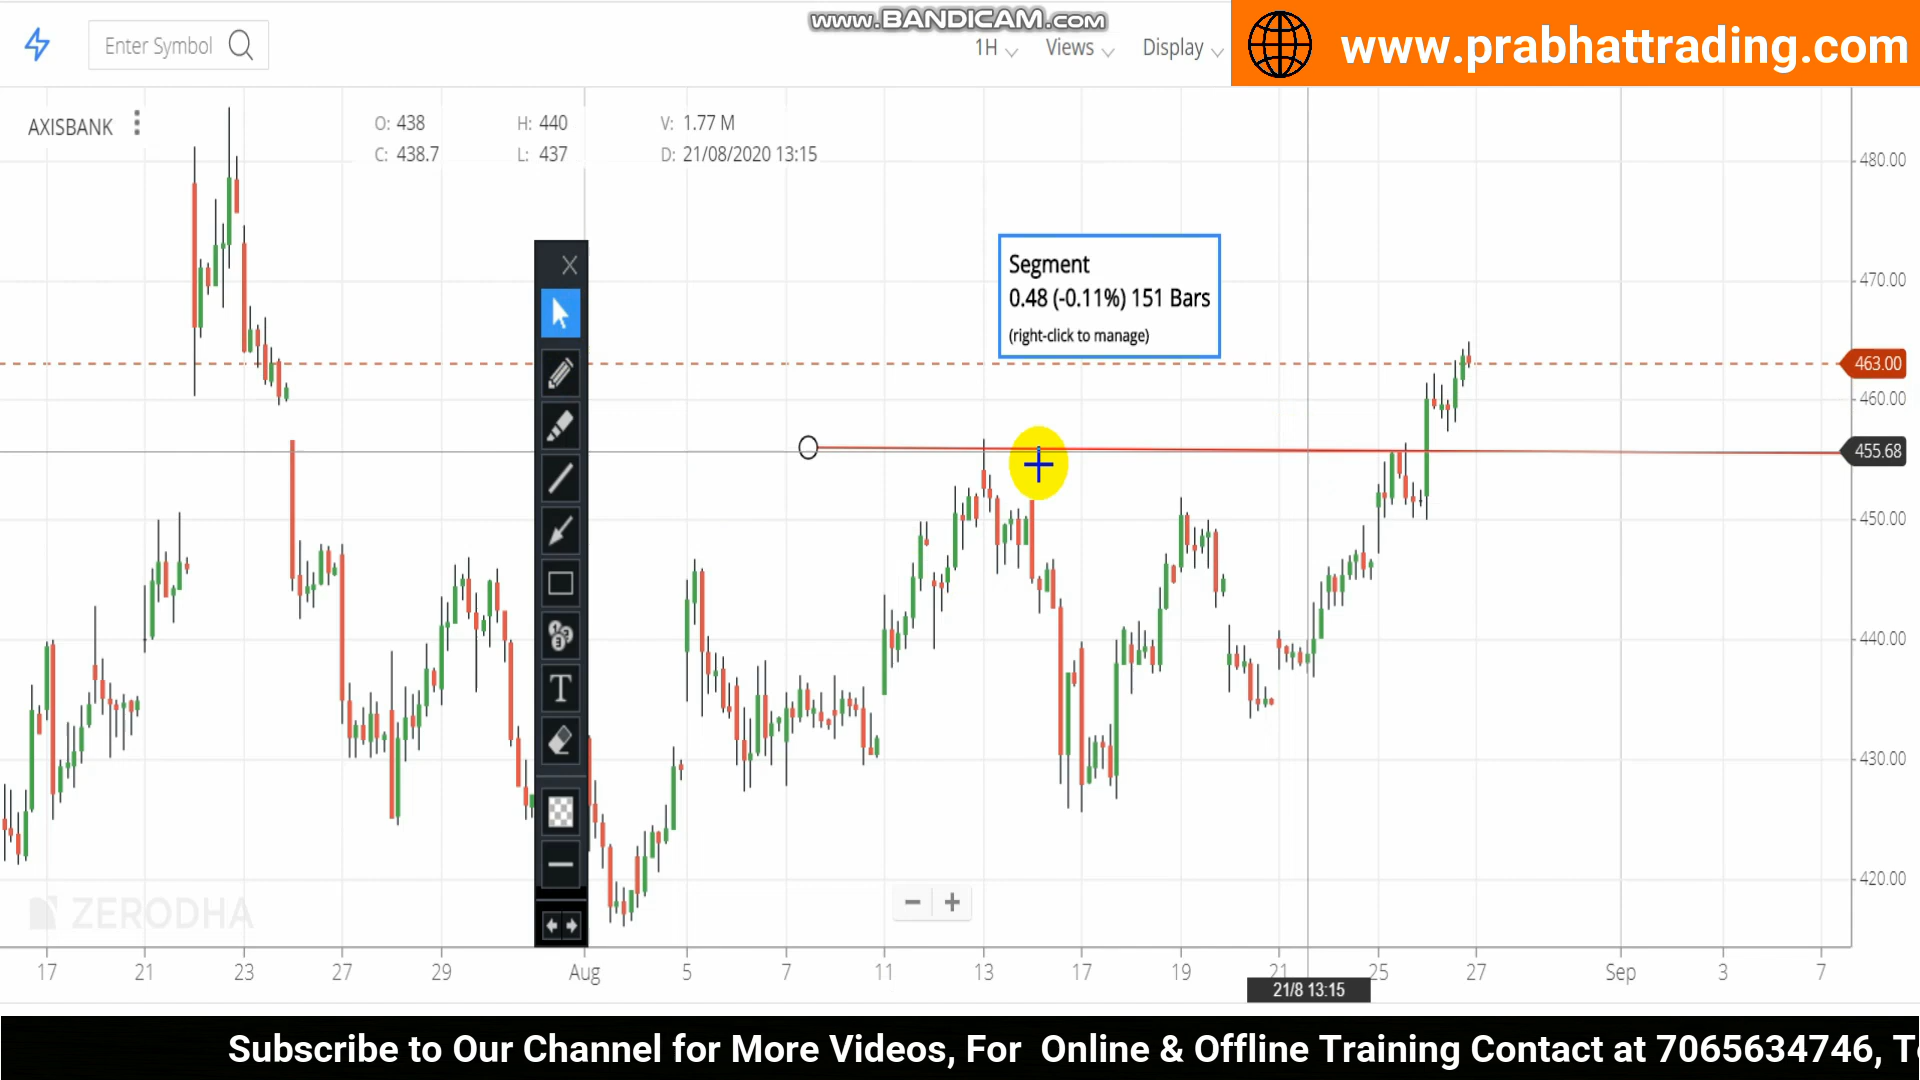 www.BANDICAM.com
Enter Symbol
1H
Views
Display
www.prabhattrading.com
AXISBANK
O: 438
H: 440
V: 1.77 M
C: 438.7
L: 437
D: 21/08/2020 13:15
480.00
Segment
0.48 (-0.11%) 151 Bars
(right-click to manage)
470.00
463.00
460.00
455.68
450.00
440.00
430.00
420.00
T
ZERODHA
17
21
23
27
29
Aug
5
7
11
13
17
19
21
25
27
Sep
3
7
21/8 13:15
Subscribe to Our Channel for More Videos, For Online & Offline Training Contact at 7065634746,